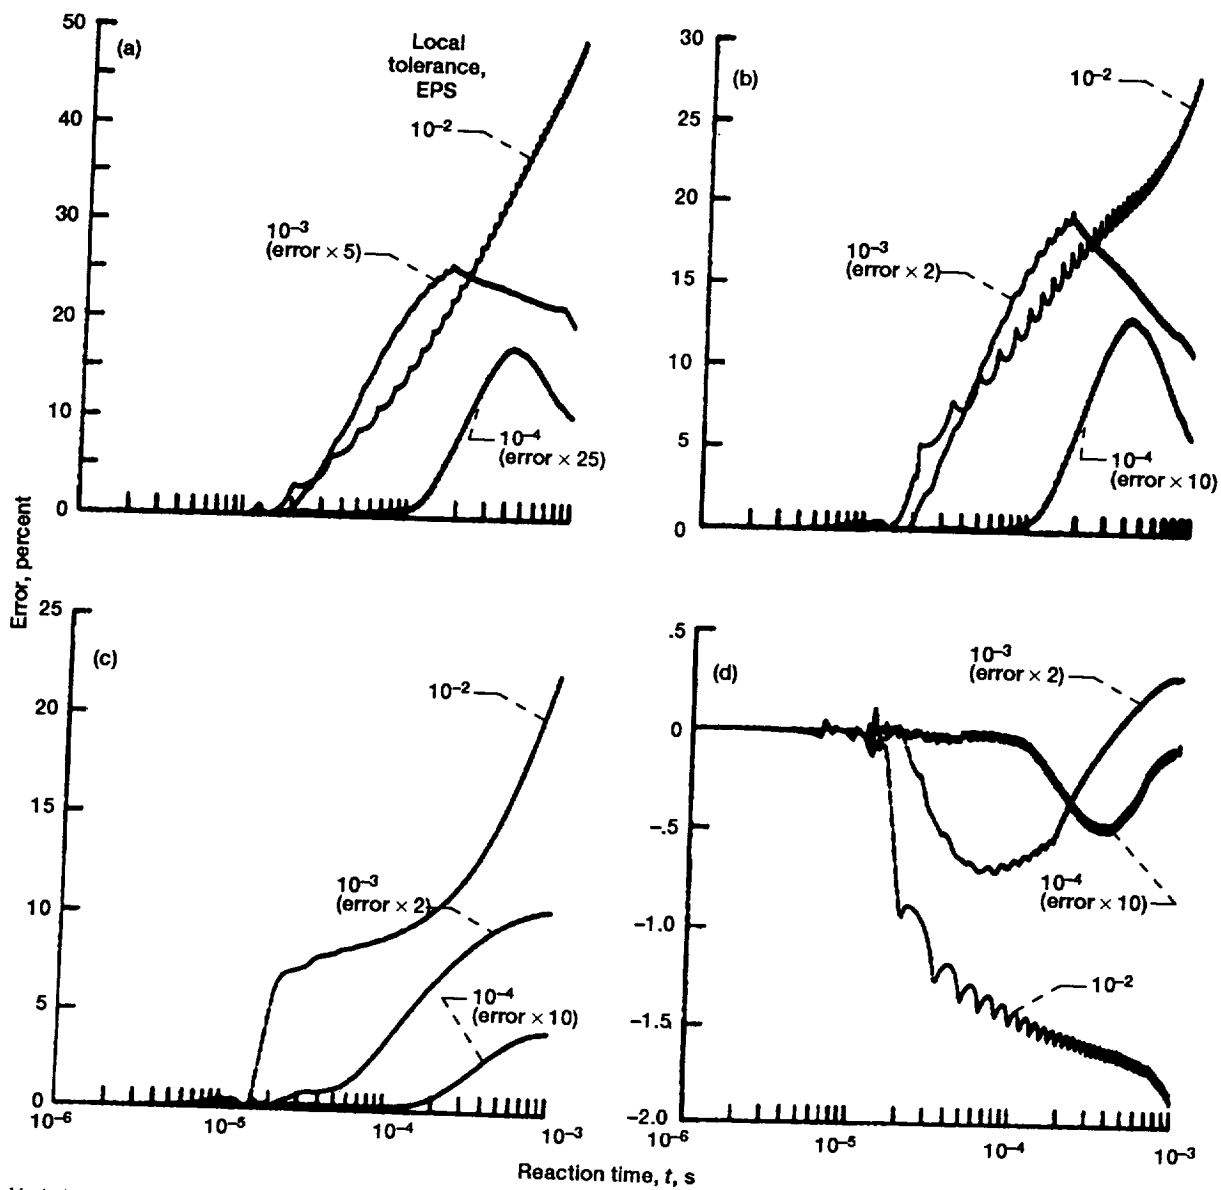 50
(a)
Local
tolerance,
EPS
10–2
40
30
10–3
(error × 5)
20
10
10–4
(error × 25)
0
30
(b)
10–2
25
20
10–3
(error × 2)
15
10
5
10–4
(error × 10)
0
Error, percent
25
(c)
10–2
20
15
10–3
(error × 2)
10
10–4
(error × 10)
5
0
10–6
10–5
10–4
10–3
.5
(d)
10–3
(error × 2)
0
–.5
10–4
(error × 10)
–1.0
10–2
–1.5
–2.0
10–6
10–5
10–4
10–3
Reaction time, t, s